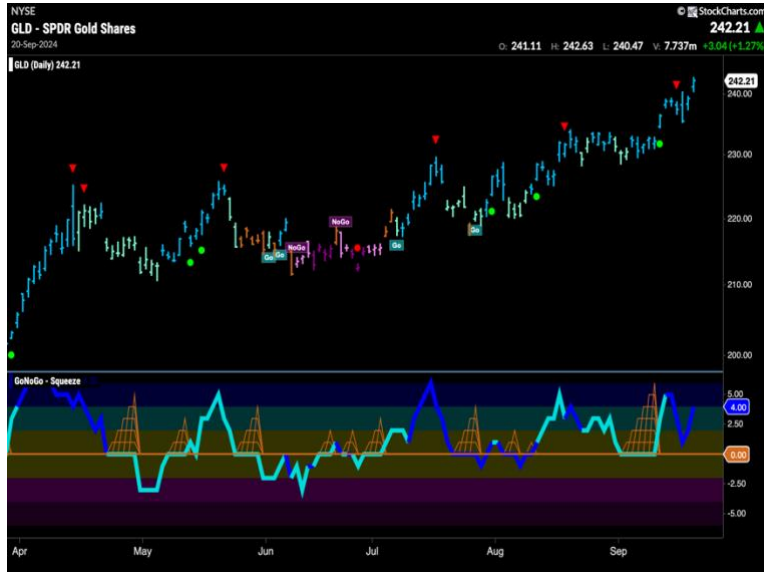 NYSE
© StockCharts.com
GLD - SPDR Gold Shares
242.21
20-Sep-2024
O: 241.11 H: 242.63 L: 240.47 V: 7.737m +3.04 (+1.27%)
GLD (Daily) 242.21
242.21
240.00
230.00
NoGo
220.00
Go
Go
NoGo
Go
Go
210.00
200.00
GoNoGo - Squeeze
5.00
4.00
2.50
0.00
-2.50
-5.00
Apr May Jun Jul Aug Sep